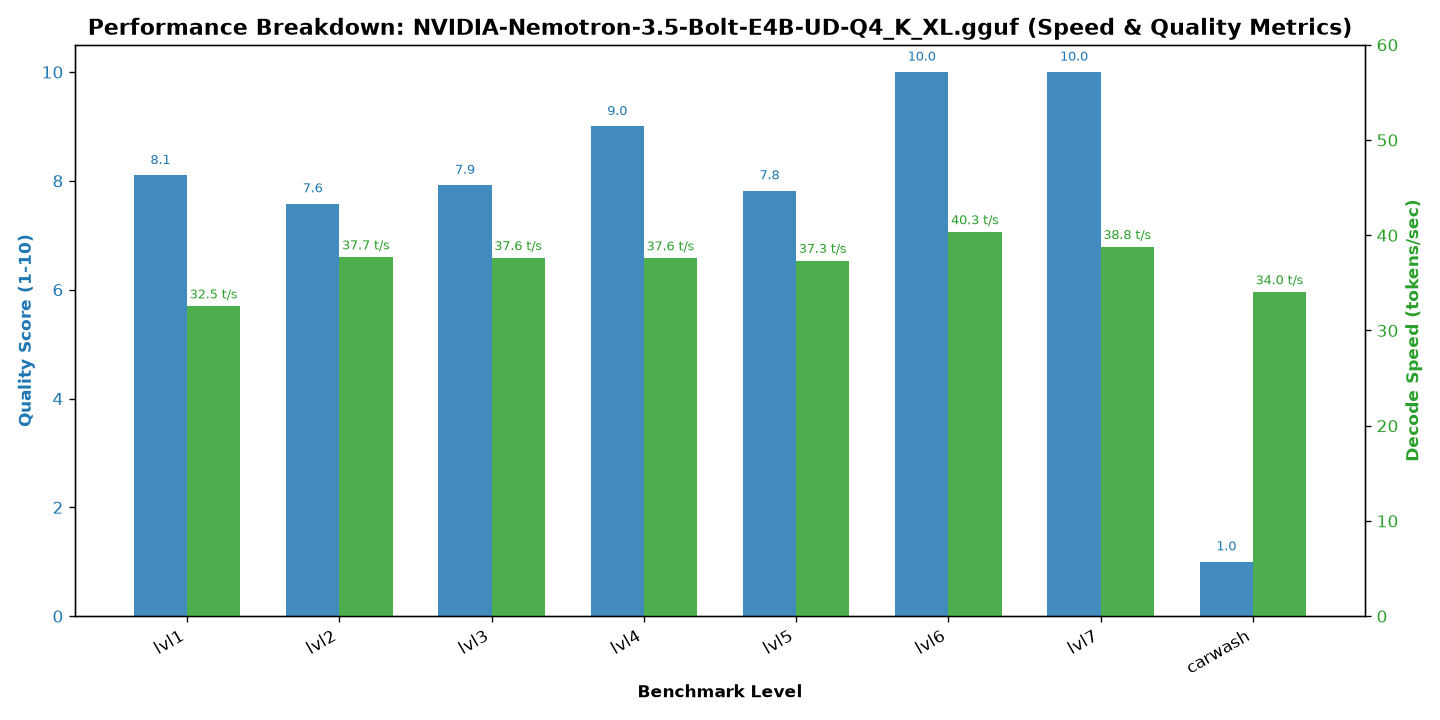 Performance Breakdown: NVIDIA-Nemotron-3.5-Bolt-E4B-UD-Q4_K_XL.gguf (Speed & Quality Metrics)
Quality Score (1-10)
10
8
6
4
2
0
8.1
32.5 t/s
7.6
37.7 t/s
7.9
37.6 t/s
9.0
37.6 t/s
7.8
37.3 t/s
10.0
40.3 t/s
10.0
38.8 t/s
1.0
34.0 t/s
60
50
40
30
20
10
0
Decode Speed (tokens/sec)
lvl1
lvl2
lvl3
lvl4
lvl5
lvl6
lvl7
carwash
Benchmark Level